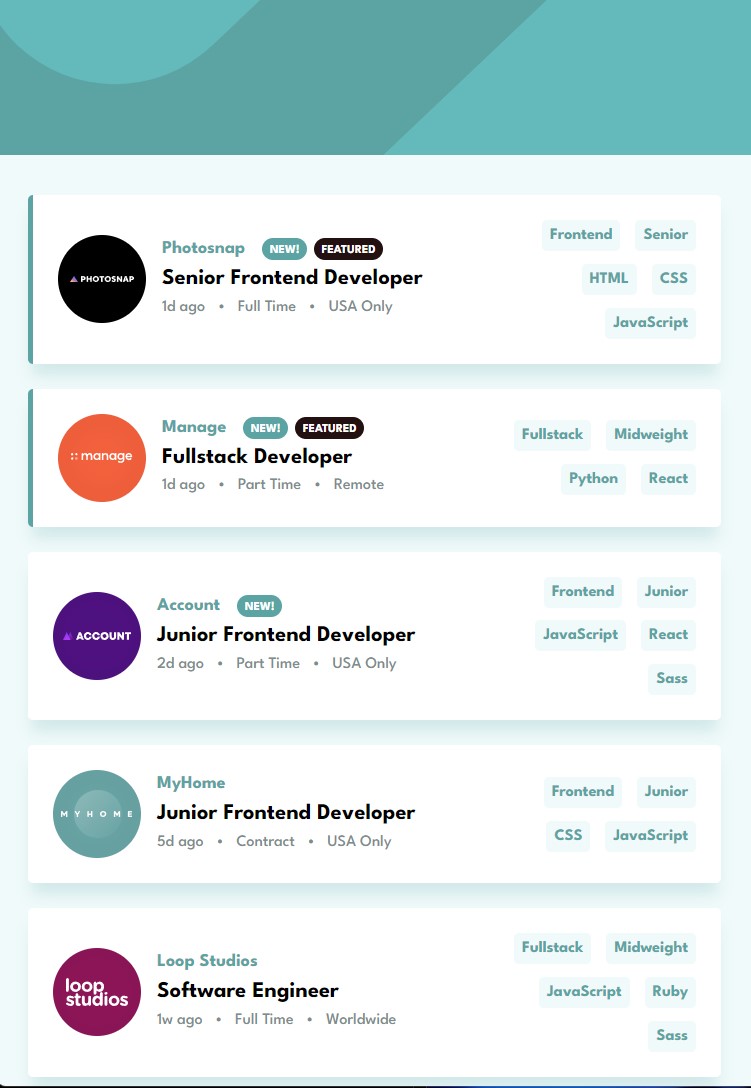 PHOTOSNAP
Photosnap NEW! FEATURED
Senior Frontend Developer
1d ago • Full Time • USA Only
Frontend Senior
HTML CSS
JavaScript
manage
Manage NEW! FEATURED
Fullstack Developer
1d ago • Part Time • Remote
Fullstack Midweight
Python React
ACCOUNT
Account NEW!
Junior Frontend Developer
2d ago • Part Time • USA Only
Frontend Junior
JavaScript React
Sass
MYHOME
MyHome
Junior Frontend Developer
5d ago • Contract • USA Only
Frontend Junior
CSS JavaScript
loop
studios
Loop Studios
Software Engineer
1w ago • Full Time • Worldwide
Fullstack Midweight
JavaScript Ruby
Sass